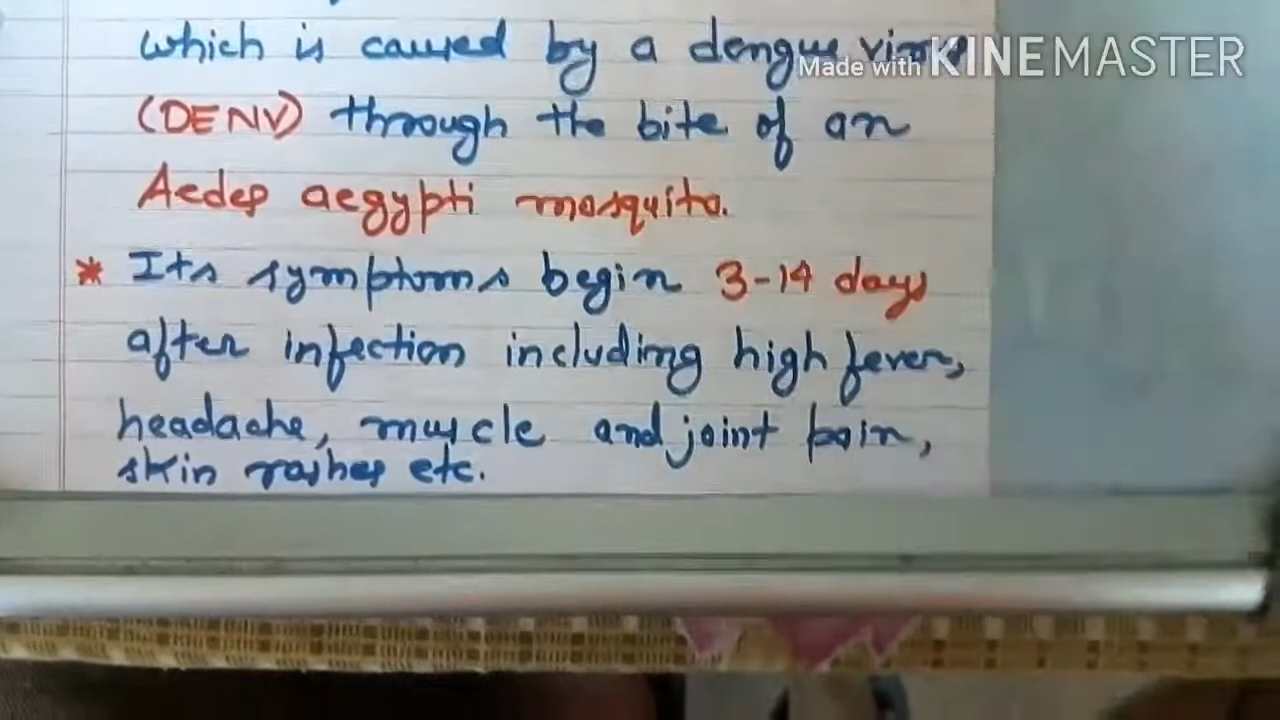 which is caused by a dengue virus
Made with KINEMASTER
(DENV) through the bite of an
Aedes aegypti mosquito.
* Its symptoms begin 3-14 days
after infection including high fever,
headache, muscle and joint pain,
skin rashes etc.